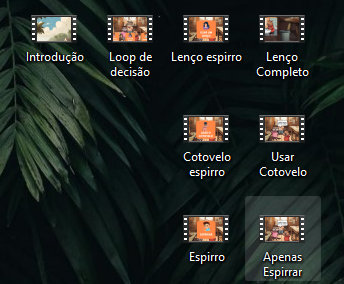 Introdução
Loop de
decisão
Lenço espirro
Lenço
Completo
Cotovelo
espirro
Usar
Cotovelo
Espirro
Apenas
Espirrar